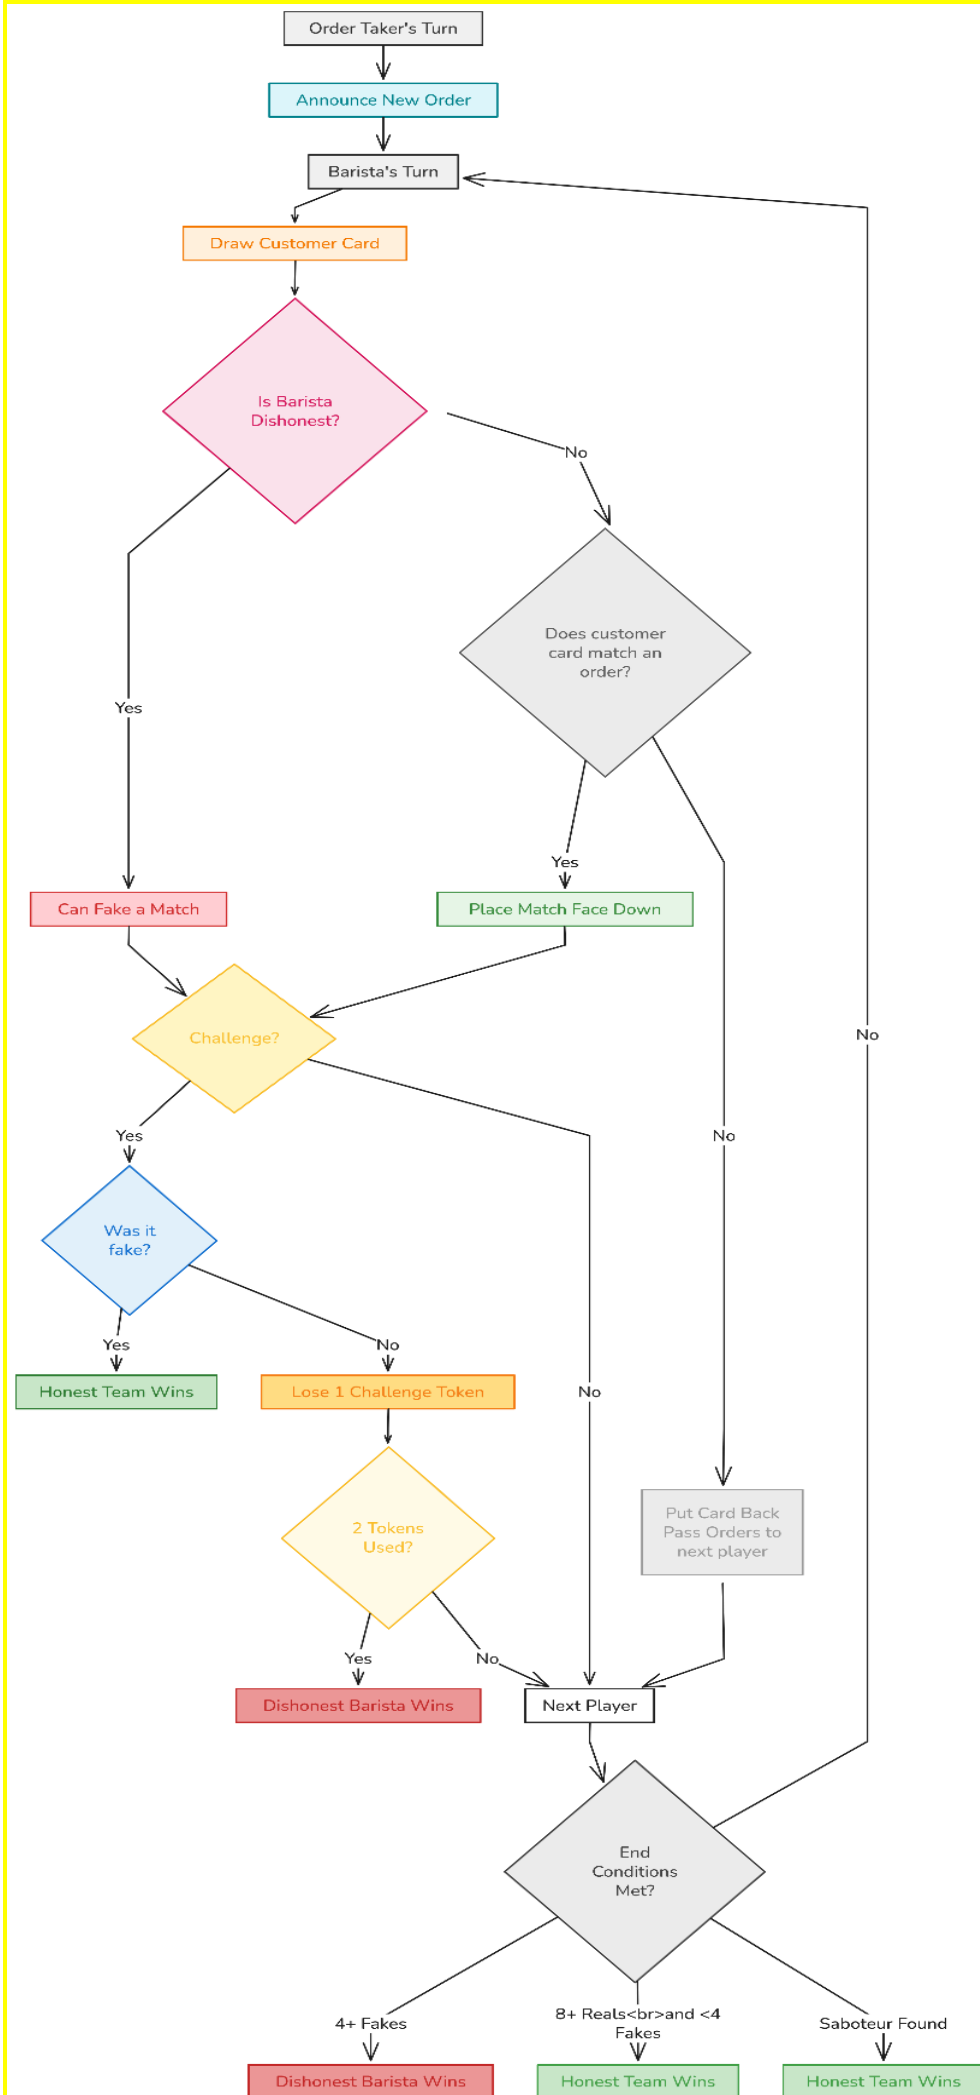 Order Taker's Turn
Announce New Order
Barista's Turn
Draw Customer Card
Is Barista
Dishonest?
No
Does customer
card match an
order?
Yes
Yes
Can Fake a Match
Place Match Face Down
Challenge?
No
Yes
No
Was it
fake?
Yes
No
Honest Team Wins
Lose 1 Challenge Token
No
2 Tokens
Used?
Put Card Back
Pass Orders to
next player
Yes
No
Dishonest Barista Wins
Next Player
End
Conditions
Met?
4+ Fakes
8+ Reals<br>and <4
Fakes
Saboteur Found
Dishonest Barista Wins
Honest Team Wins
Honest Team Wins